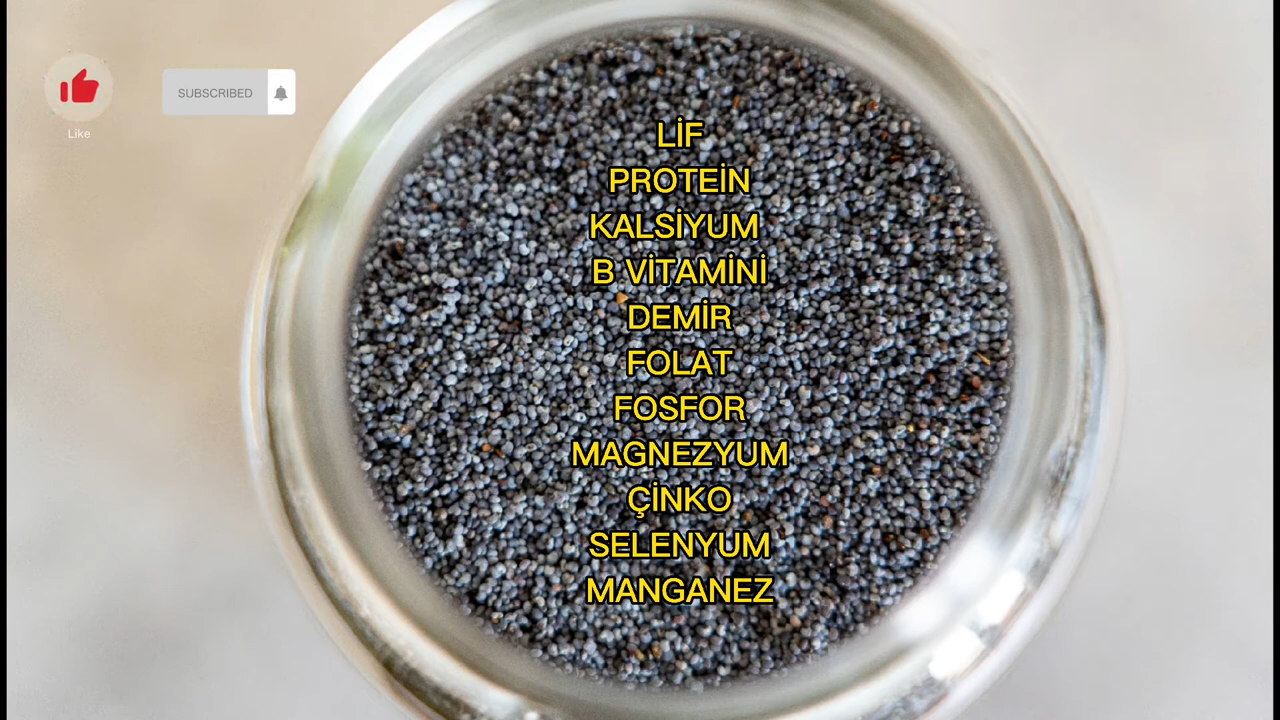 SUBSCRIBED
Like
LİF
PROTEİN
KALSİYUM
B VİTAMİNİ
DEMİR
FOLAT
FOSFOR
MAGNEZYUM
ÇİNKO
SELENYUM
MANGANEZ